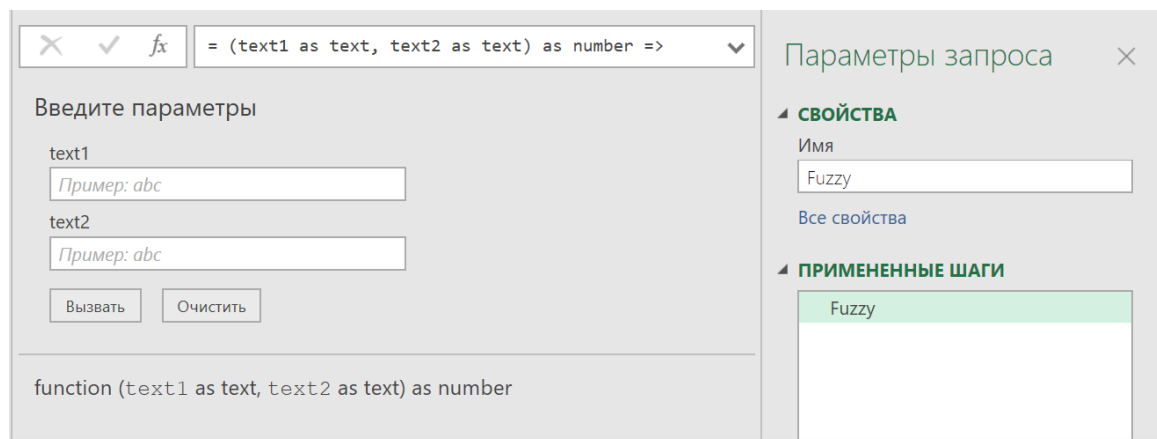 fx = (text1 as text, text2 as text) as number =>
Введите параметры
text1
Пример: abc
text2
Пример: abc
Вызвать Очистить
function (text1 as text, text2 as text) as number
Параметры запроса
СВОЙСТВА
Имя
Fuzzy
Все свойства
ПРИМЕНЕННЫЕ ШАГИ
Fuzzy